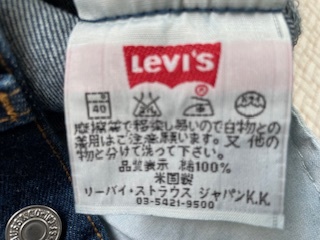 LEVI'S
40
摩擦等で移染し易いので白物との
兼用はご注意願います。又 他の
物と分けて洗って下さい。
品質表示 綿100%
米国製
リーバイ・ストラウス ジャパンK.K.
03-5421-9500